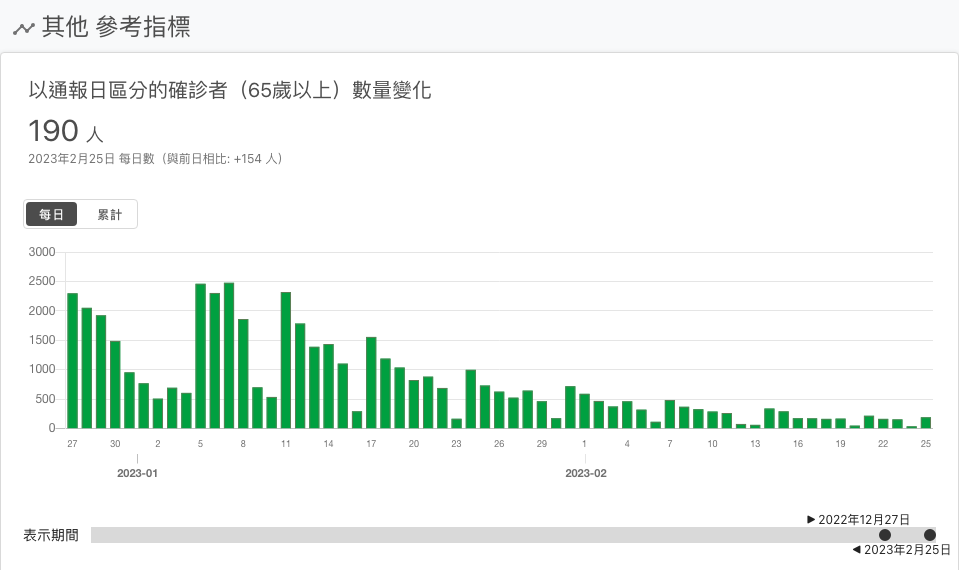 其他 參考指標
以通報日區分的確診者（65歲以上）數量變化
190 人
2023年2月25日 每日數（與前日相比: +154 人）
每日 累計
3000
2500
2000
1500
1000
500
0
27 30 2 5 8 11 14 17 20 23 26 29 1 4 7 10 13 16 19 22 25
2023-01 2023-02
▶ 2022年12月27日
表示期間
◀ 2023年2月25日